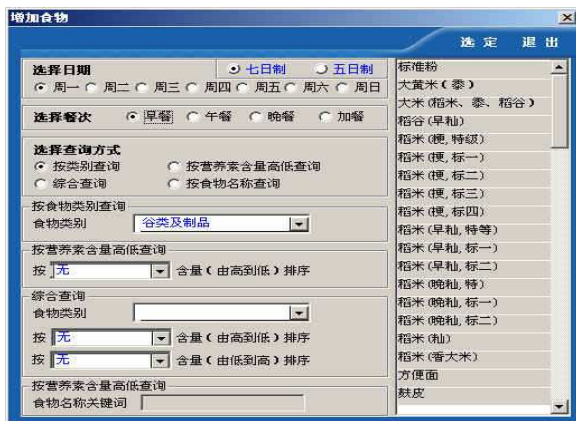 增加食物
选定 退出
选择日期 七日制 五日制
周一 周二 周三 周四 周五 周六 周日
选择餐次 早餐 午餐 晚餐 加餐
选择查询方式
按类别查询 按营养素含量高低查询
综合查询 按食物名称查询
按食物类别查询
食物类别 谷类及制品
按营养素含量高低查询
按 无 含量(由高到低)排序
综合查询
食物类别
按 无 含量(由高到低)排序
按 无 含量(由低到高)排序
按营养素含量高低查询
食物名称关键词
标准粉
大黄米(黍)
大米(稻米、黍、稻谷)
稻谷(早籼)
稻米(粳,特级)
稻米(粳,标一)
稻米(粳,标二)
稻米(粳,标三)
稻米(粳,标四)
稻米(早籼,特等)
稻米(早籼,标一)
稻米(早籼,标二)
稻米(晚籼,特)
稻米(晚籼,标一)
稻米(晚籼,标二)
稻米(籼)
稻米(香大米)
方便面
麸皮